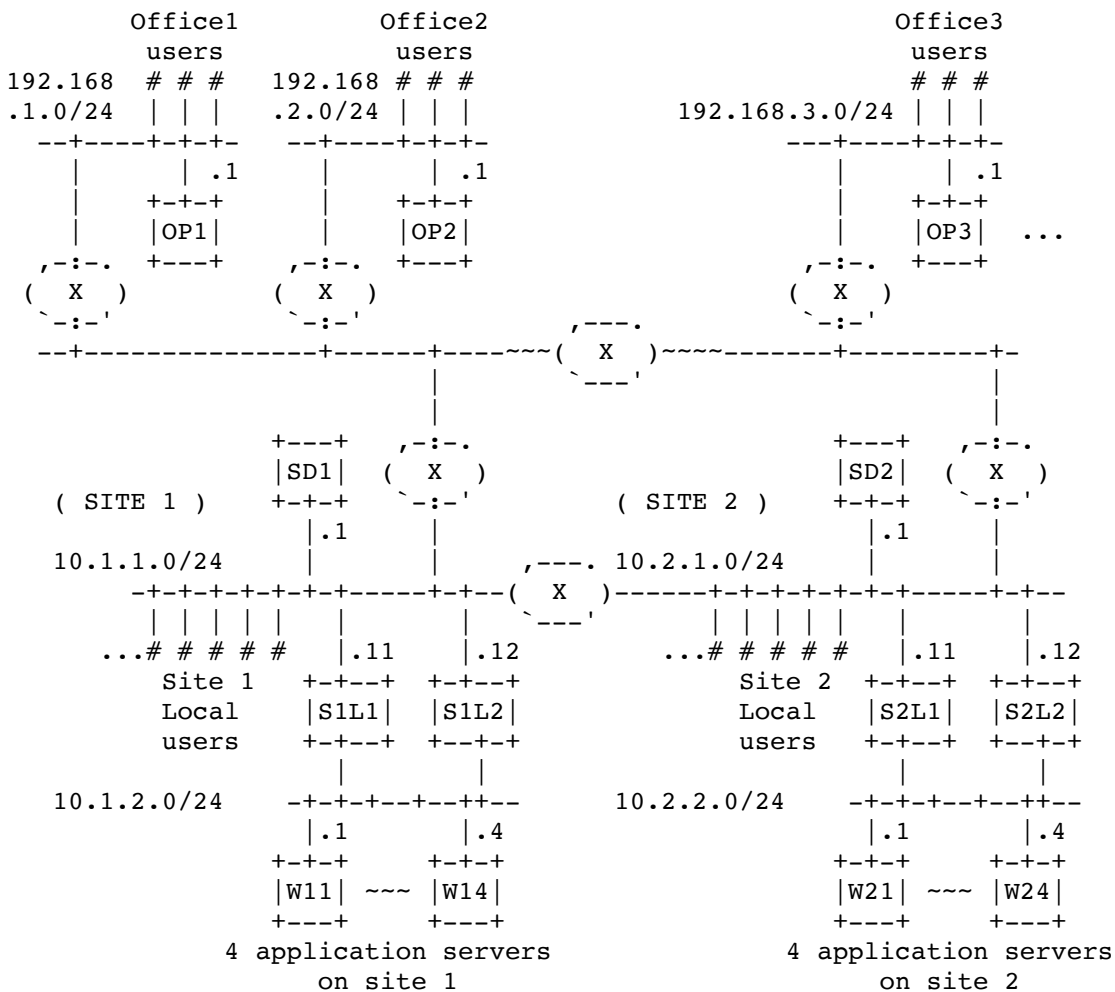 Office1 Office2 Office3
users users users
192.168 # # # 192.168 # # # # # #
.1.0/24 | | | .2.0/24 | | | 192.168.3.0/24 | | |
.1 .1 .1
OP1 OP2 OP3 ...
X X X
X
SD1 X SD2 X
( SITE 1 ) ( SITE 2 )
.1 .1
10.1.1.0/24 10.2.1.0/24
X
...# # # # # .11 .12 ...# # # # # .11 .12
Site 1 Site 2
Local S1L1 S1L2 Local S2L1 S2L2
users users
10.1.2.0/24 10.2.2.0/24
.1 .4 .1 .4
W11 ~~~ W14 W21 ~~~ W24
4 application servers 4 application servers
on site 1 on site 2